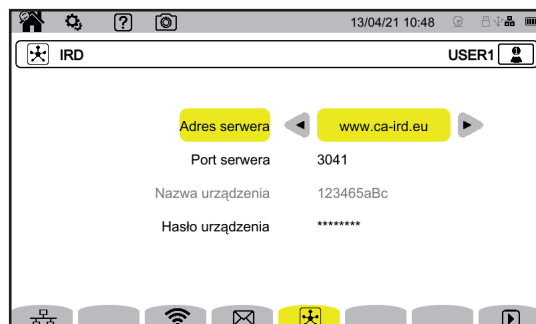 13/04/21 10:48
IRD USER1
Adres serwera www.ca-ird.eu
Port serwera 3041
Nazwa urządzenia 123465aBc
Hasło urządzenia ********